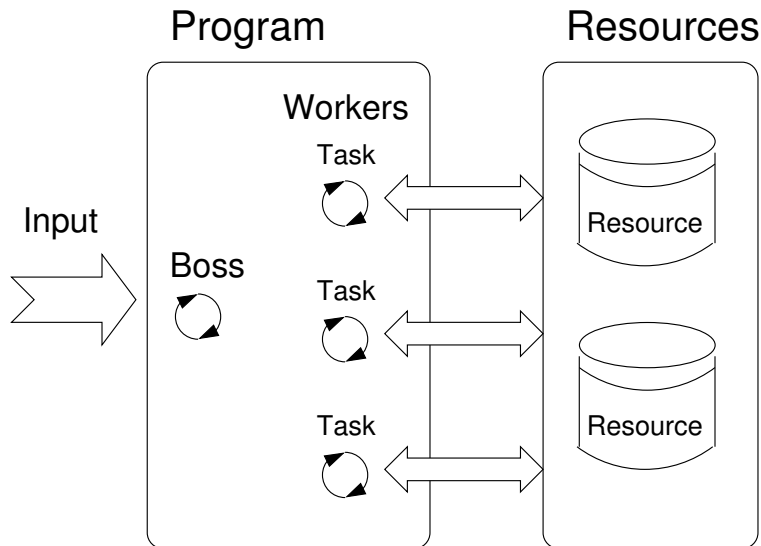 Program
Resources
Workers
Task
Resource
Input
Boss
Task
Task
Resource